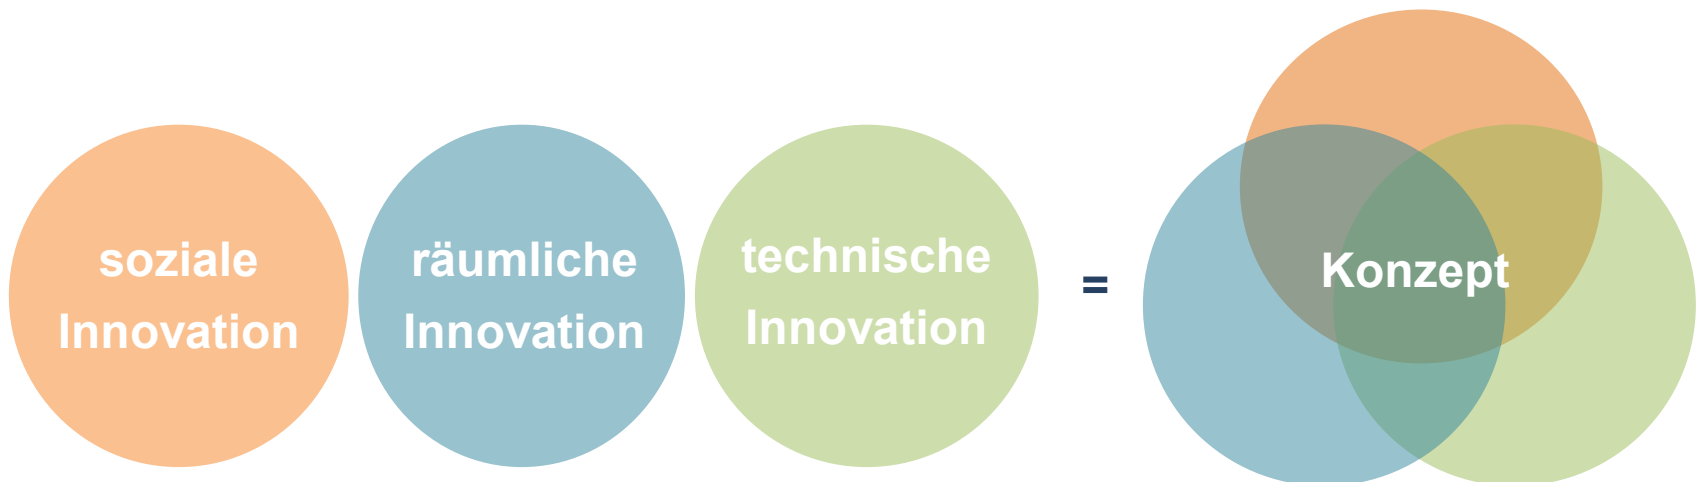 soziale
Innovation
räumliche
Innovation
technische
Innovation
=
Konzept